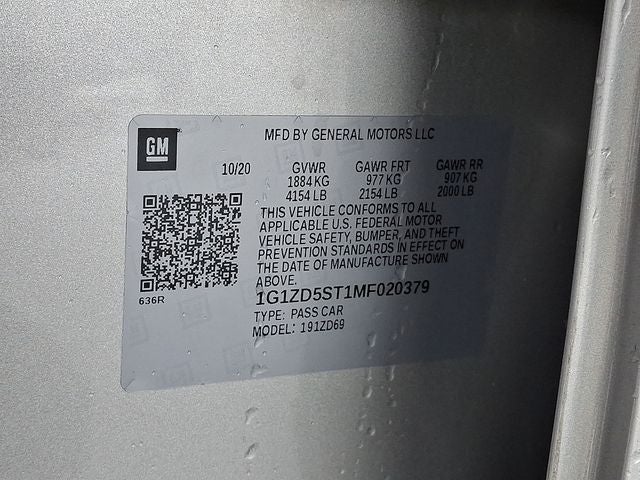 GM
MFD BY GENERAL MOTORS LLC
10/20 GVWR GAWR FRT GAWR RR
1884 KG 977 KG 907 KG
4154 LB 2154 LB 2000 LB
THIS VEHICLE CONFORMS TO ALL
APPLICABLE U.S. FEDERAL MOTOR
VEHICLE SAFETY, BUMPER, AND THEFT
PREVENTION STANDARDS IN EFFECT ON
THE DATE OF MANUFACTURE SHOWN
ABOVE.
636R
1G1ZD5ST1MF020379
TYPE: PASS CAR
MODEL: 191ZD69